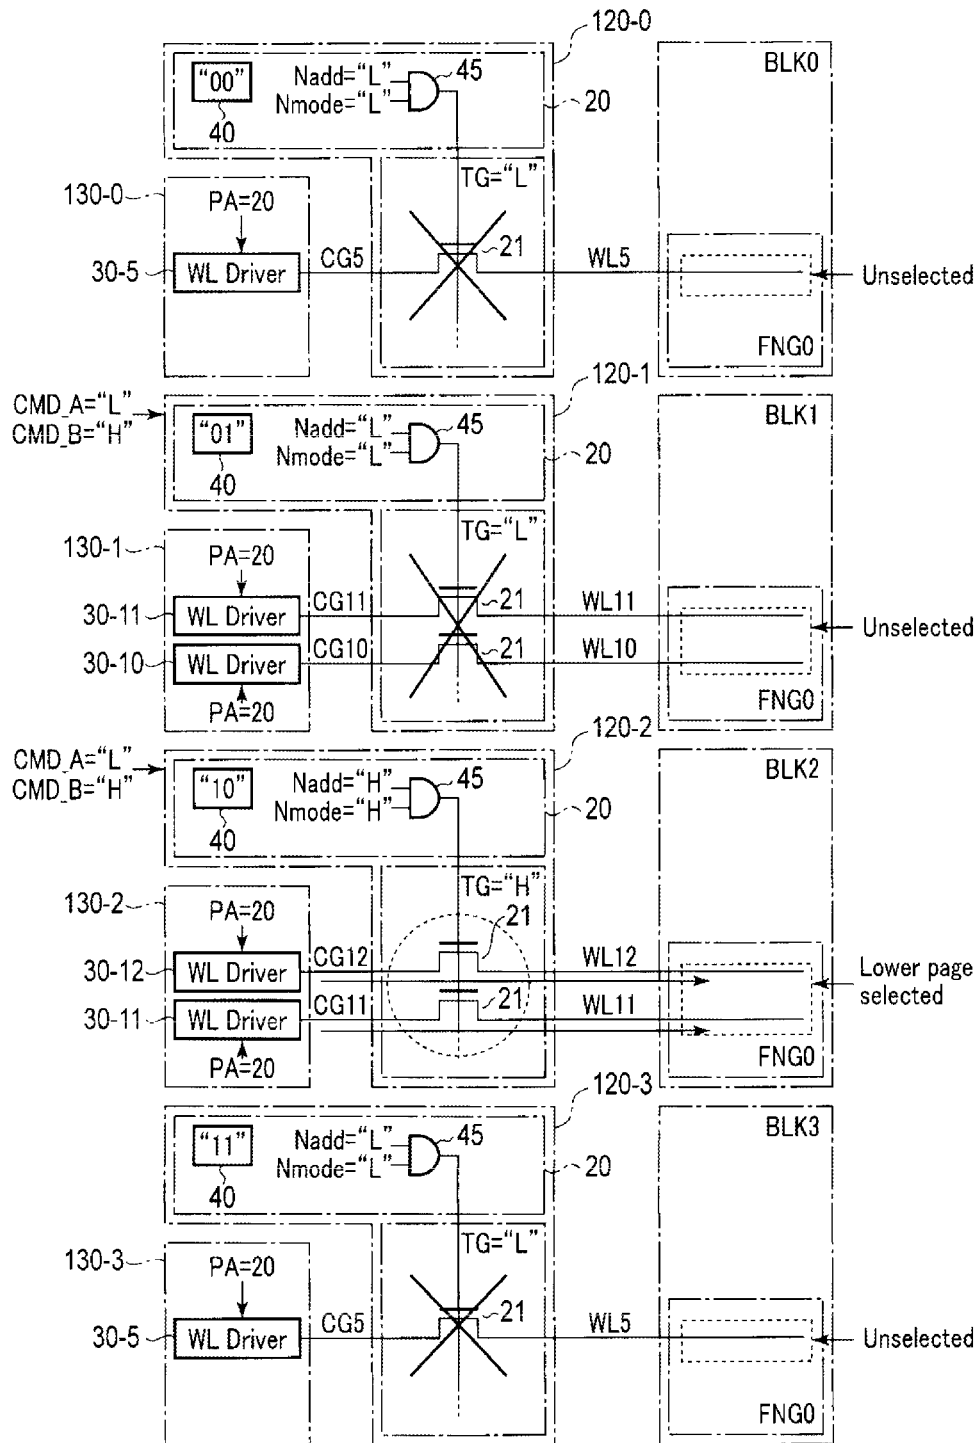 120-0
BLK0
"00"
40
Nadd="L"
Nmode="L"
45
20
TG="L"
130-0
PA=20
30-5
WL Driver
CG5
21
WL5
Unselected
FNG0
120-1
CMD_A="L"
CMD_B="H"
BLK1
"01"
40
Nadd="L"
Nmode="L"
45
20
TG="L"
130-1
PA=20
30-11
WL Driver
CG11
21
WL11
Unselected
30-10
WL Driver
CG10
21
WL10
PA=20
FNG0
120-2
CMD_A="L"
CMD_B="H"
BLK2
"10"
40
Nadd="H"
Nmode="H"
45
20
TG="H"
130-2
PA=20
21
30-12
WL Driver
CG12
WL12
Lower page
selected
30-11
WL Driver
CG11
21
WL11
PA=20
FNG0
120-3
BLK3
"11"
40
Nadd="L"
Nmode="L"
45
20
TG="L"
130-3
PA=20
30-5
WL Driver
CG5
21
WL5
Unselected
FNG0